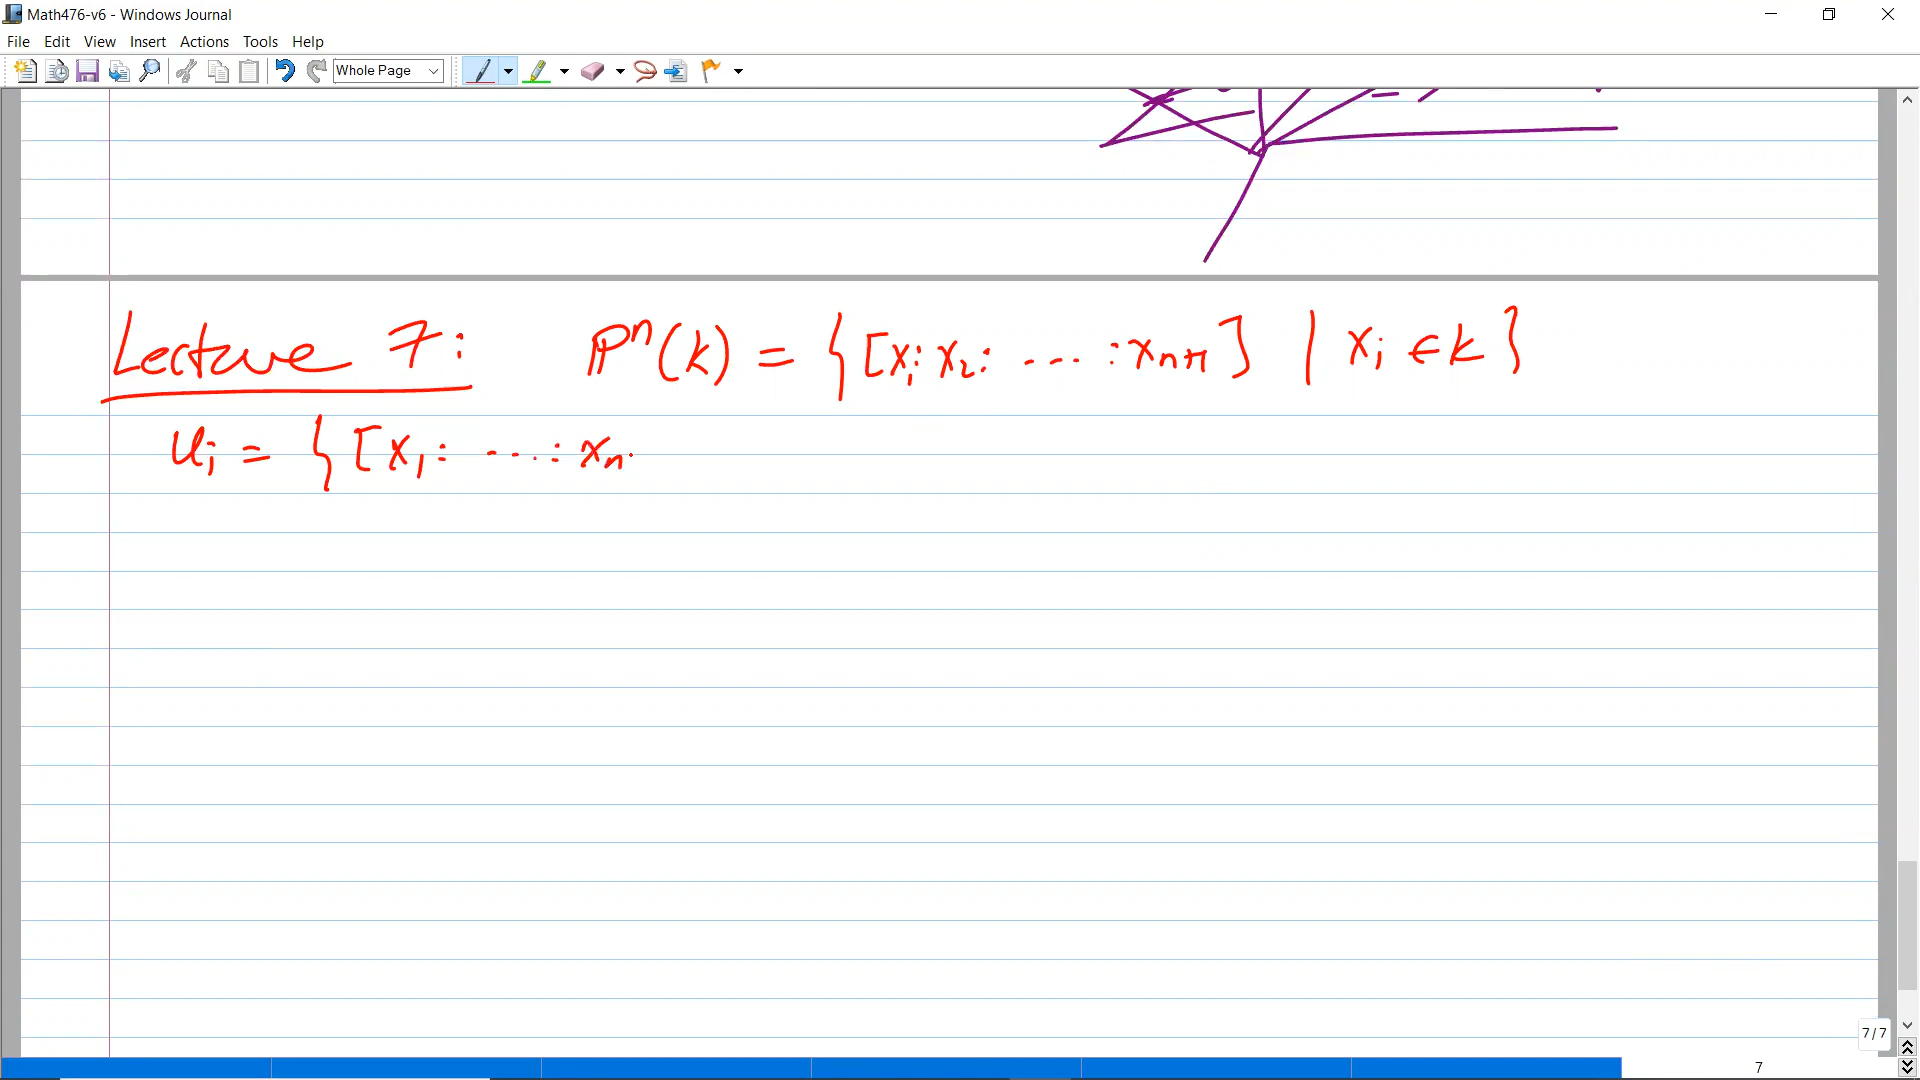 Math476-v6 - Windows Journal
File Edit View Insert Actions Tools Help
Whole Page
Lecture 7: ℙⁿ(k) = { [x₁: x₂: ... : xₙ₊₁] | xᵢ ∈ k }
Uᵢ = { [x₁: ... : xₙ
7/7
7